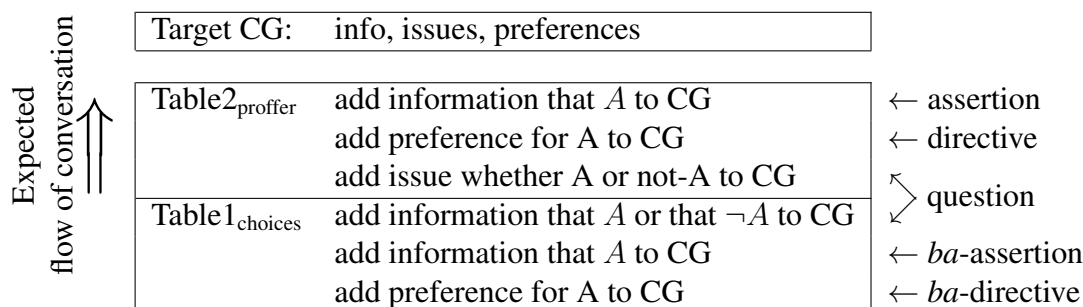 Target CG: info, issues, preferences
Expected
flow of conversation
Table2proffer add information that A to CG ← assertion
add preference for A to CG ← directive
add issue whether A or not-A to CG
question
Table1choices add information that A or that ¬A to CG
add information that A to CG ← ba-assertion
add preference for A to CG ← ba-directive